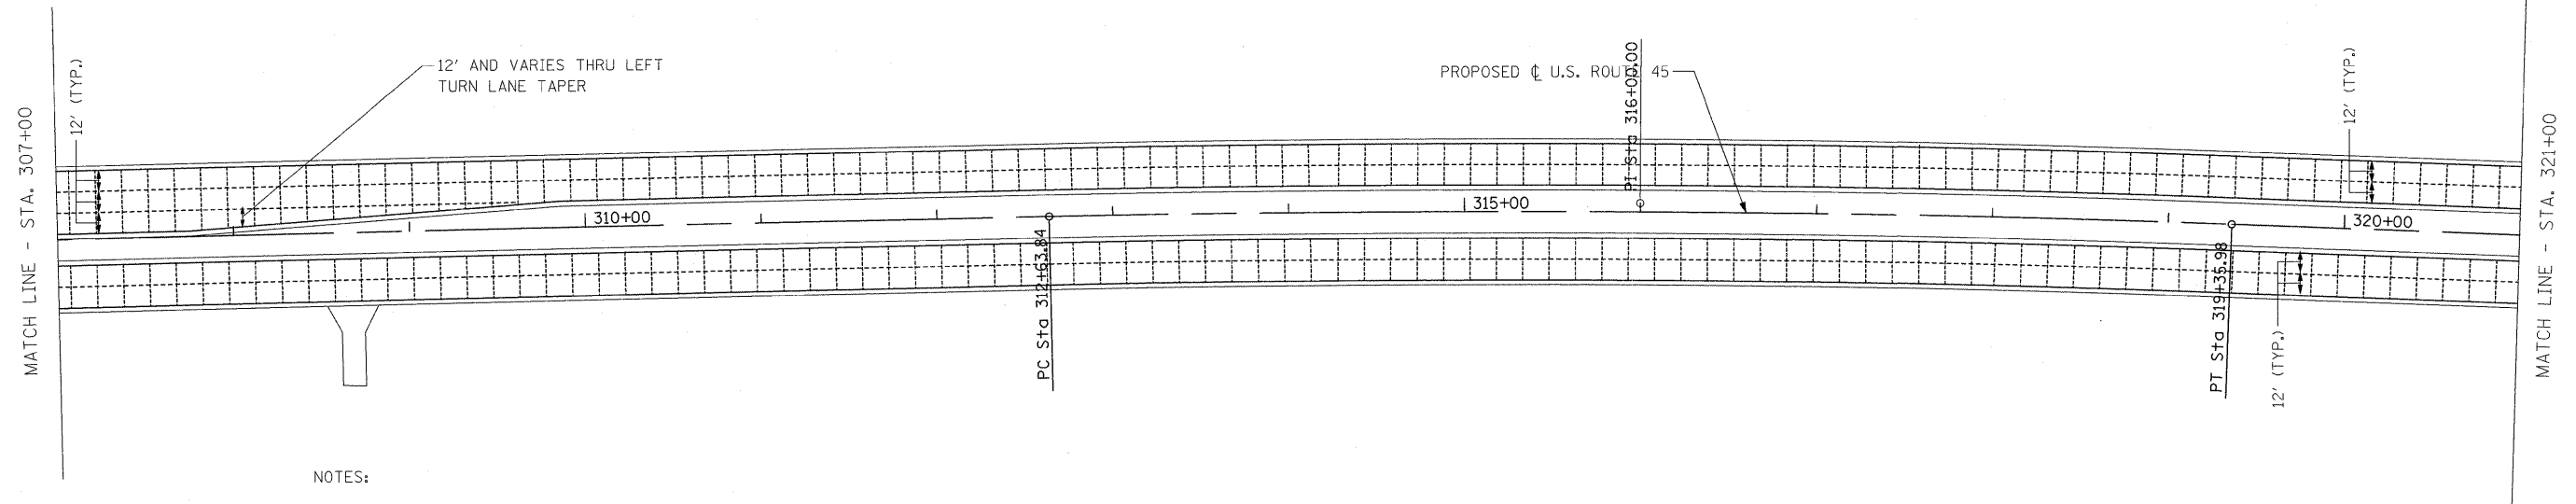 MATCH LINE - STA. 307+00
12' (TYP.)
12' AND VARIES THRU LEFT
TURN LANE TAPER
310+00
PC Sta 312+63.84
PROPOSED ℄ U.S. ROUTE 45
PI Sta 316+00.00
315+00
12' (TYP.)
320+00
PT Sta 319+35.98
12' (TYP.)
MATCH LINE - STA. 321+00
NOTES: